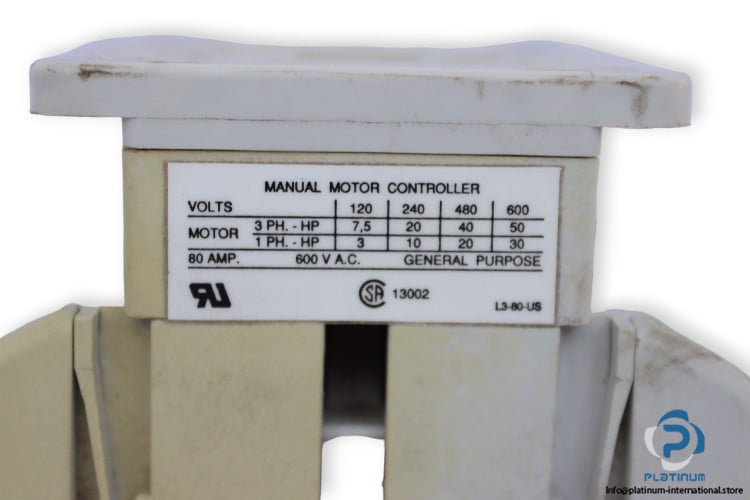 MANUAL MOTOR CONTROLLER
VOLTS 120 240 480 600
MOTOR
3 PH. - HP 7,5 20 40 50
1 PH. - HP 3 10 20 30
80 AMP. 600 V A.C. GENERAL PURPOSE
RU SA 13002
L3-80-US
PLATINUM
Info@platinum-international.store